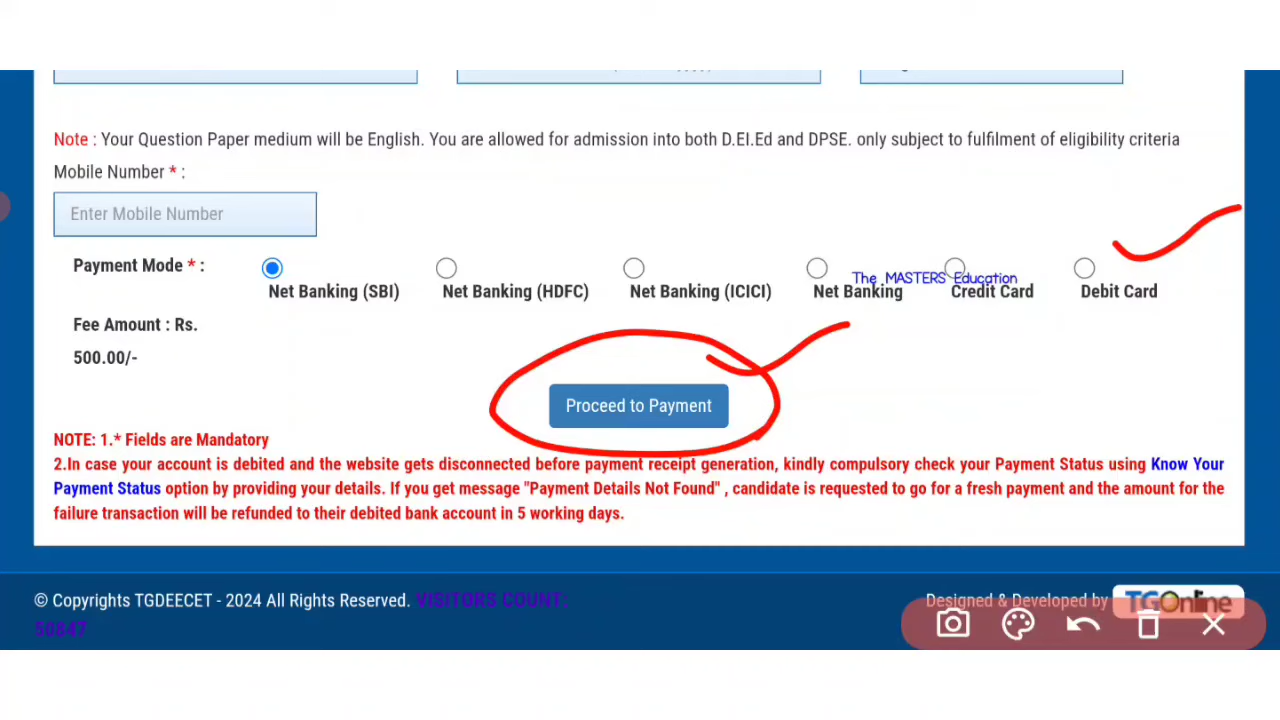 Note : Your Question Paper medium will be English. You are allowed for admission into both D.El.Ed and DPSE. only subject to fulfilment of eligibility criteria
Mobile Number * :
Enter Mobile Number
Payment Mode * :
Net Banking (SBI) Net Banking (HDFC) Net Banking (ICICI) Net Banking Credit Card Debit Card
The MASTERS Education
Fee Amount : Rs.
500.00/-
Proceed to Payment
NOTE: 1.* Fields are Mandatory
2.In case your account is debited and the website gets disconnected before payment receipt generation, kindly compulsory check your Payment Status using Know Your
Payment Status option by providing your details. If you get message "Payment Details Not Found" , candidate is requested to go for a fresh payment and the amount for the
failure transaction will be refunded to their debited bank account in 5 working days.
© Copyrights TGDEECET - 2024 All Rights Reserved. VISITORS COUNT:
50847
Designed & Developed by TGOnline